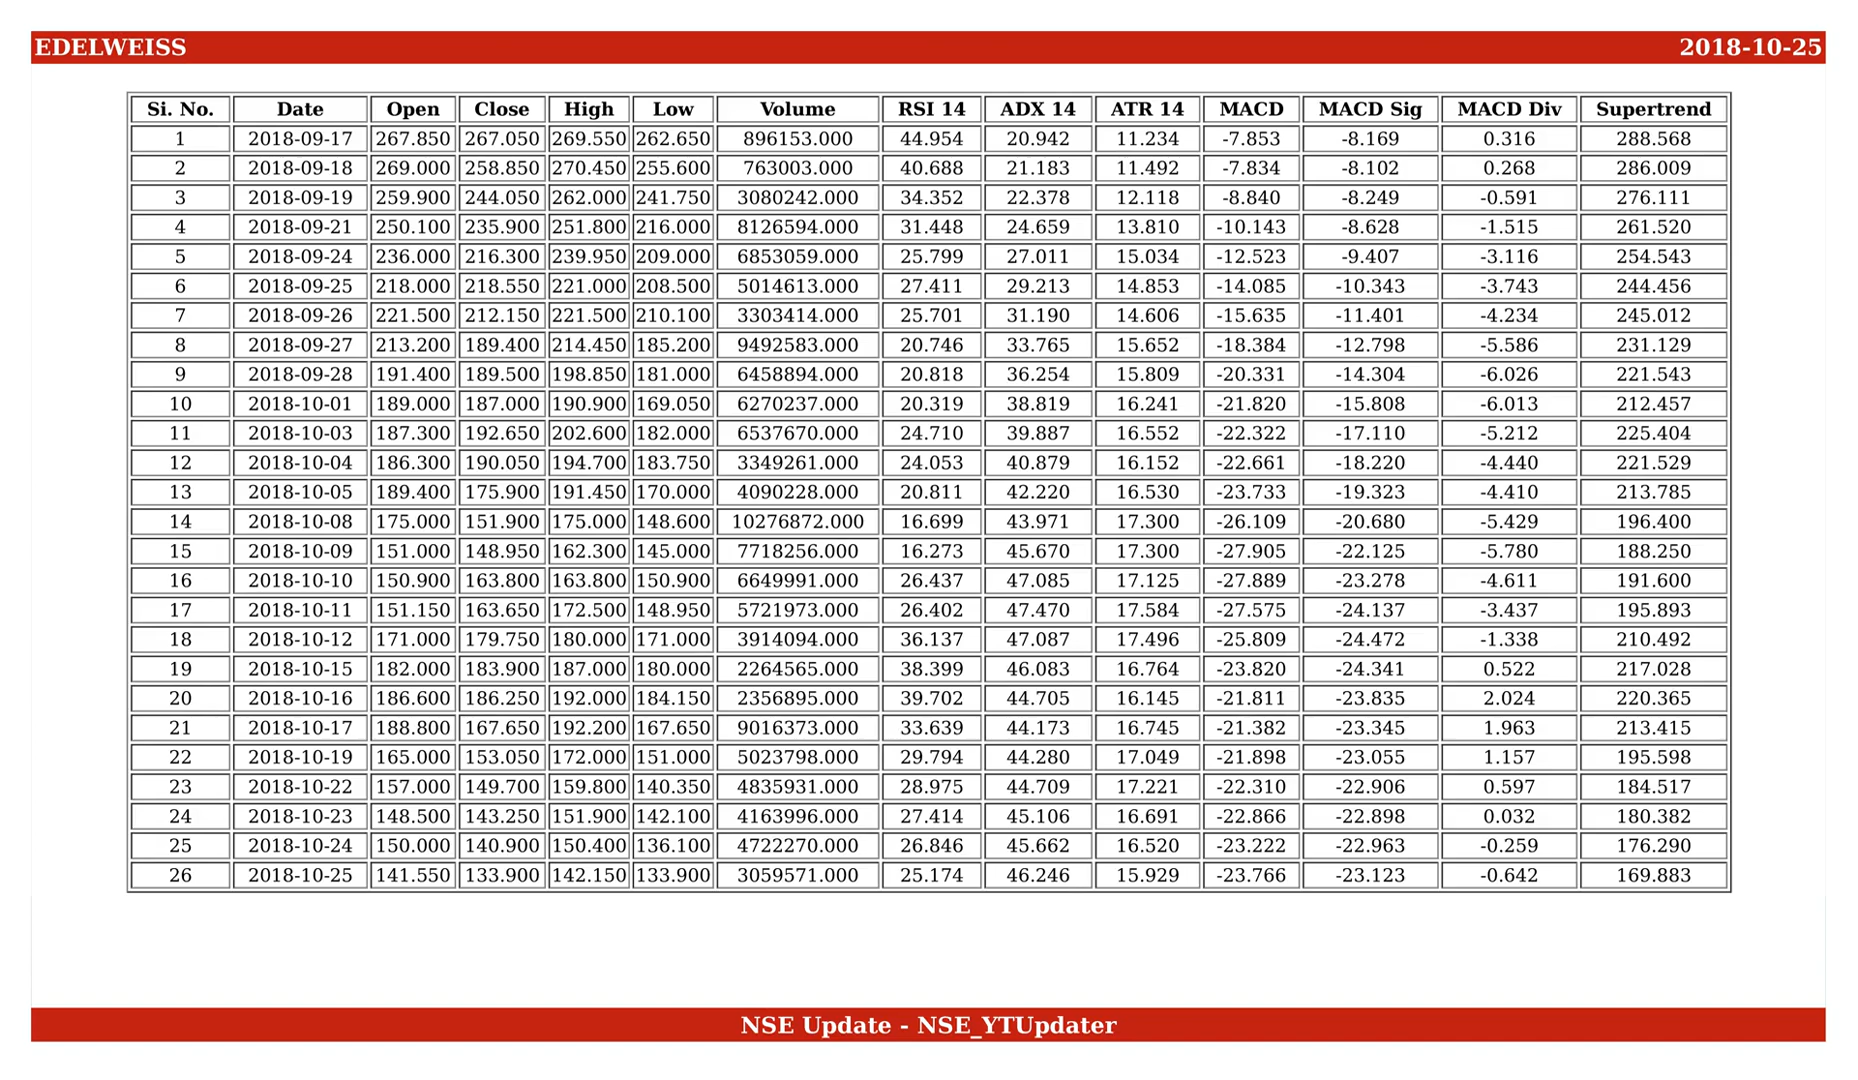 EDELWEISS 2018-10-25
Si. No. Date Open Close High Low Volume RSI 14 ADX 14 ATR 14 MACD MACD Sig MACD Div Supertrend
1 2018-09-17 267.850 267.050 269.550 262.650 896153.000 44.954 20.942 11.234 -7.853 -8.169 0.316 288.568
2 2018-09-18 269.000 258.850 270.450 255.600 763003.000 40.688 21.183 11.492 -7.834 -8.102 0.268 286.009
3 2018-09-19 259.900 244.050 262.000 241.750 3080242.000 34.352 22.378 12.118 -8.840 -8.249 -0.591 276.111
4 2018-09-21 250.100 235.900 251.800 216.000 8126594.000 31.448 24.659 13.810 -10.143 -8.628 -1.515 261.520
5 2018-09-24 236.000 216.300 239.950 209.000 6853059.000 25.799 27.011 15.034 -12.523 -9.407 -3.116 254.543
6 2018-09-25 218.000 218.550 221.000 208.500 5014613.000 27.411 29.213 14.853 -14.085 -10.343 -3.743 244.456
7 2018-09-26 221.500 212.150 221.500 210.100 3303414.000 25.701 31.190 14.606 -15.635 -11.401 -4.234 245.012
8 2018-09-27 213.200 189.400 214.450 185.200 9492583.000 20.746 33.765 15.652 -18.384 -12.798 -5.586 231.129
9 2018-09-28 191.400 189.500 198.850 181.000 6458894.000 20.818 36.254 15.809 -20.331 -14.304 -6.026 221.543
10 2018-10-01 189.000 187.000 190.900 169.050 6270237.000 20.319 38.819 16.241 -21.820 -15.808 -6.013 212.457
11 2018-10-03 187.300 192.650 202.600 182.000 6537670.000 24.710 39.887 16.552 -22.322 -17.110 -5.212 225.404
12 2018-10-04 186.300 190.050 194.700 183.750 3349261.000 24.053 40.879 16.152 -22.661 -18.220 -4.440 221.529
13 2018-10-05 189.400 175.900 191.450 170.000 4090228.000 20.811 42.220 16.530 -23.733 -19.323 -4.410 213.785
14 2018-10-08 175.000 151.900 175.000 148.600 10276872.000 16.699 43.971 17.300 -26.109 -20.680 -5.429 196.400
15 2018-10-09 151.000 148.950 162.300 145.000 7718256.000 16.273 45.670 17.300 -27.905 -22.125 -5.780 188.250
16 2018-10-10 150.900 163.800 163.800 150.900 6649991.000 26.437 47.085 17.125 -27.889 -23.278 -4.611 191.600
17 2018-10-11 151.150 163.650 172.500 148.950 5721973.000 26.402 47.470 17.584 -27.575 -24.137 -3.437 195.893
18 2018-10-12 171.000 179.750 180.000 171.000 3914094.000 36.137 47.087 17.496 -25.809 -24.472 -1.338 210.492
19 2018-10-15 182.000 183.900 187.000 180.000 2264565.000 38.399 46.083 16.764 -23.820 -24.341 0.522 217.028
20 2018-10-16 186.600 186.250 192.000 184.150 2356895.000 39.702 44.705 16.145 -21.811 -23.835 2.024 220.365
21 2018-10-17 188.800 167.650 192.200 167.650 9016373.000 33.639 44.173 16.745 -21.382 -23.345 1.963 213.415
22 2018-10-19 165.000 153.050 172.000 151.000 5023798.000 29.794 44.280 17.049 -21.898 -23.055 1.157 195.598
23 2018-10-22 157.000 149.700 159.800 140.350 4835931.000 28.975 44.709 17.221 -22.310 -22.906 0.597 184.517
24 2018-10-23 148.500 143.250 151.900 142.100 4163996.000 27.414 45.106 16.691 -22.866 -22.898 0.032 180.382
25 2018-10-24 150.000 140.900 150.400 136.100 4722270.000 26.846 45.662 16.520 -23.222 -22.963 -0.259 176.290
26 2018-10-25 141.550 133.900 142.150 133.900 3059571.000 25.174 46.246 15.929 -23.766 -23.123 -0.642 169.883
NSE Update - NSE_YTUpdater